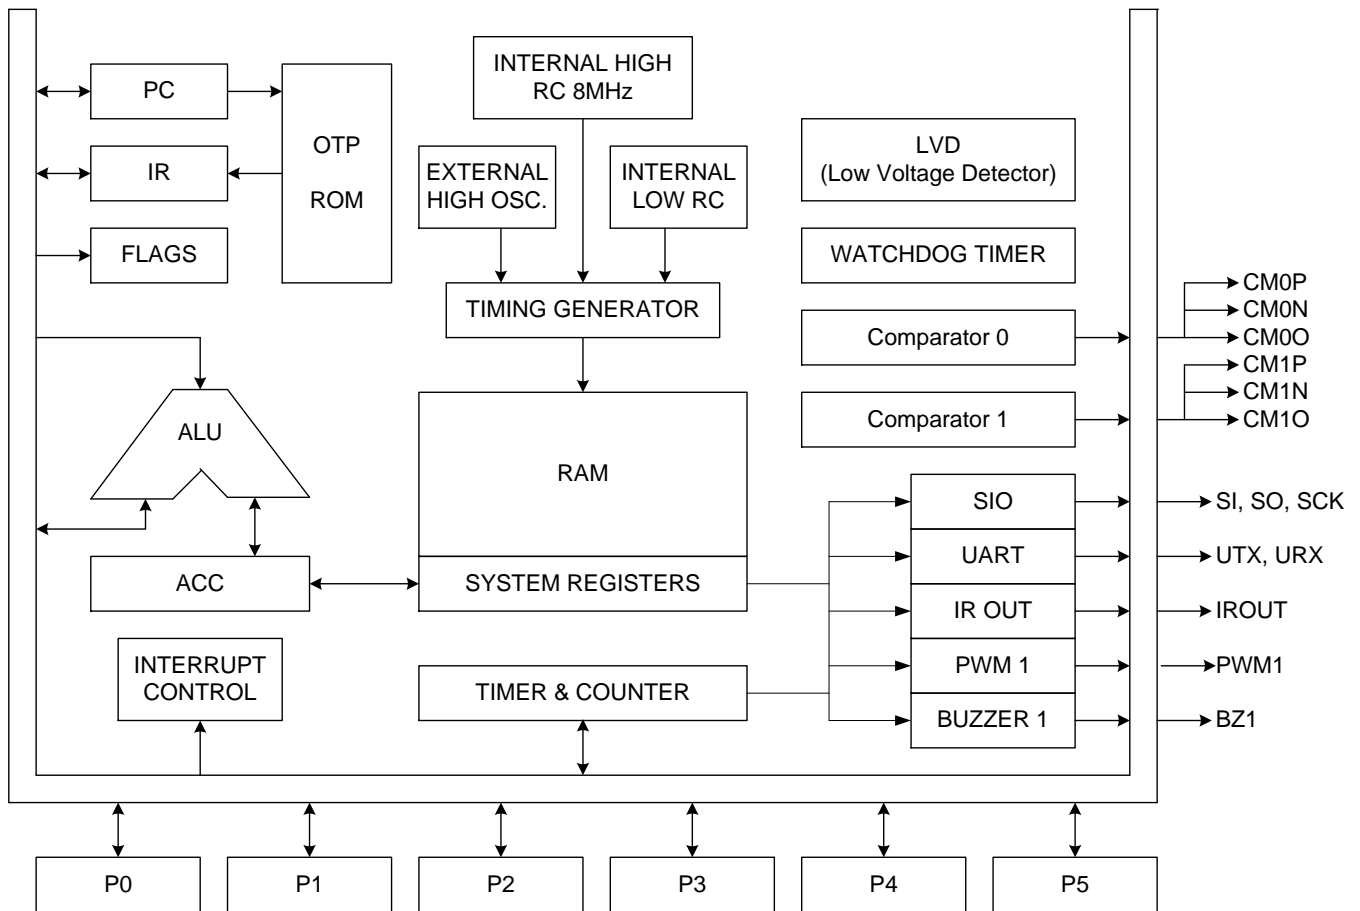 PC
IR
FLAGS
OTP
ROM
INTERNAL HIGH
RC 8MHz
EXTERNAL
HIGH OSC.
INTERNAL
LOW RC
TIMING GENERATOR
LVD
(Low Voltage Detector)
WATCHDOG TIMER
Comparator 0
Comparator 1
CM0P
CM0N
CM0O
CM1P
CM1N
CM1O
ALU
RAM
ACC
SYSTEM REGISTERS
SIO
UART
IR OUT
PWM 1
BUZZER 1
SI, SO, SCK
UTX, URX
IROUT
PWM1
BZ1
INTERRUPT
CONTROL
TIMER & COUNTER
P0
P1
P2
P3
P4
P5